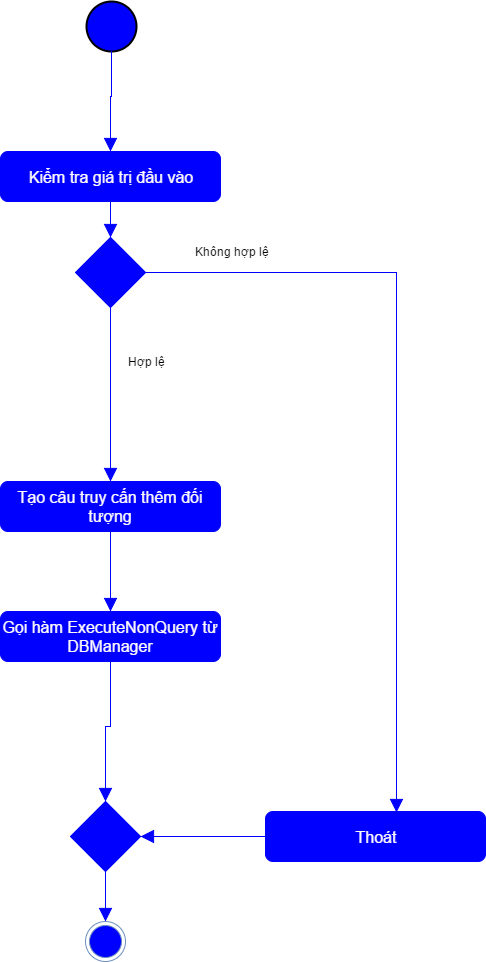 Kiểm tra giá trị đầu vào
Không hợp lệ
Hợp lệ
Tạo câu truy cấn thêm đối
tượng
Gọi hàm ExecuteNonQuery từ
DBManager
Thoát